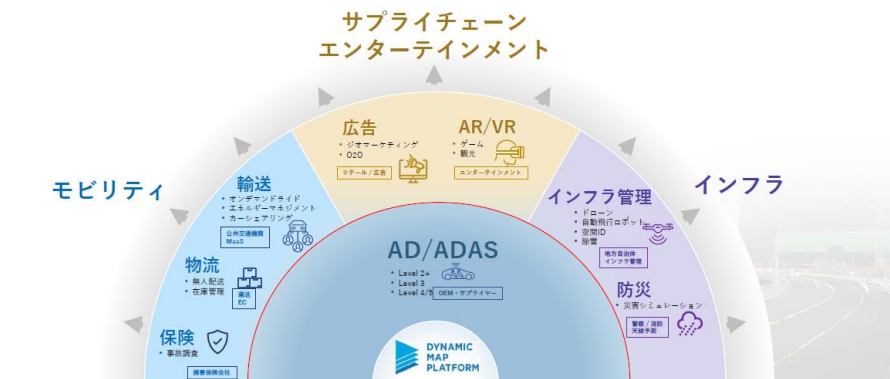 サプライチェーン
エンターテインメント
広告
• ジオマーケティング
• O2O
リテール / 広告
AR/VR
• ゲーム
• 観光
エンターテインメント
モビリティ
輸送
• オンデマンドライド
• エネルギーマネジメント
• カーシェアリング
公共交通機関
MaaS
物流
• 無人配送
• 在庫管理
運送
EC
保険
• 事故調査
損害保険会社
AD/ADAS
• Level 2+
• Level 3
• Level 4/5
OEM・サプライヤー
DYNAMIC
MAP
PLATFORM
インフラ
インフラ管理
• ドローン
• 自動飛行ロボット
• 空間ID
• 除雪
地方自治体
インフラ管理
防災
• 災害シミュレーション
警察 / 消防
天候予測